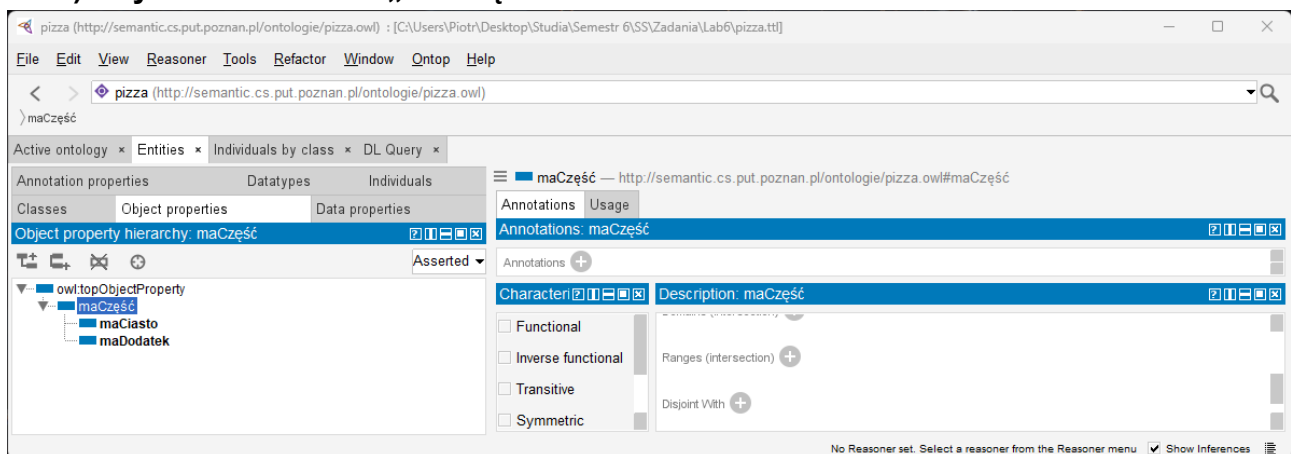 pizza (http://semantic.cs.put.poznan.pl/ontologie/pizza.owl) : [C:\Users\Piotr\Desktop\Studia\Semestr 6\SS\Zadania\Lab6\pizza.ttl]
File Edit View Reasoner Tools Refactor Window Ontop Help
pizza (http://semantic.cs.put.poznan.pl/ontologie/pizza.owl)
maCzęść
Active ontology × Entities × Individuals by class × DL Query ×
Annotation properties Datatypes Individuals
Classes Object properties Data properties
Object property hierarchy: maCzęść
Asserted
owl:topObjectProperty
maCzęść
maCiasto
maDodatek
maCzęść — http://semantic.cs.put.poznan.pl/ontologie/pizza.owl#maCzęść
Annotations Usage
Annotations: maCzęść
Annotations
Characteri
Functional
Inverse functional
Transitive
Symmetric
Description: maCzęść
Ranges (intersection)
Disjoint With
No Reasoner set. Select a reasoner from the Reasoner menu Show Inferences